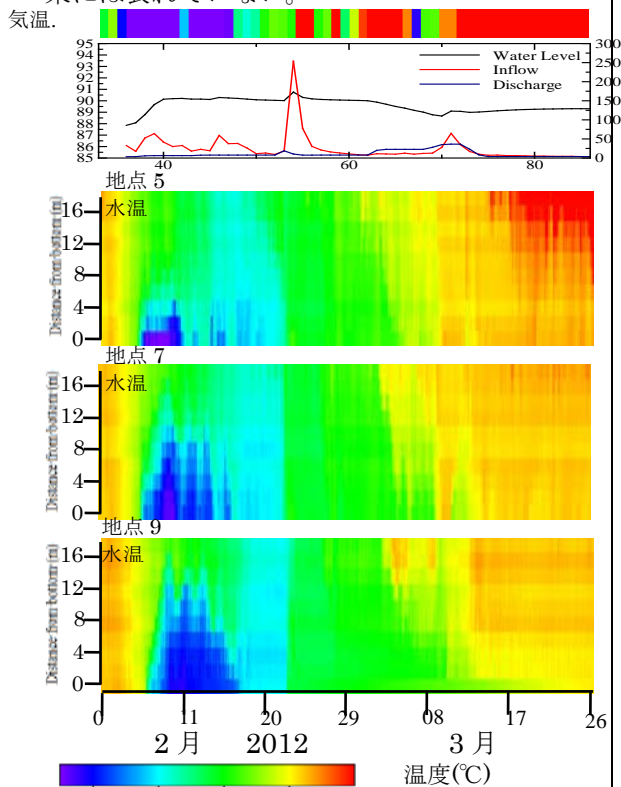 気温.
95
94
93
92
91
90
89
88
87
86
85
300
250
200
150
100
50
0
Water Level
Inflow
Discharge
40
60
80
地点 5
水温
16
12
8
4
0
Distance from bottom (m)
地点 7
水温
16
12
8
4
0
Distance from bottom (m)
地点 9
水温
16
12
8
4
0
Distance from bottom (m)
0 11 20 29 08 17 26
2 月 2012 3 月
温度(℃)